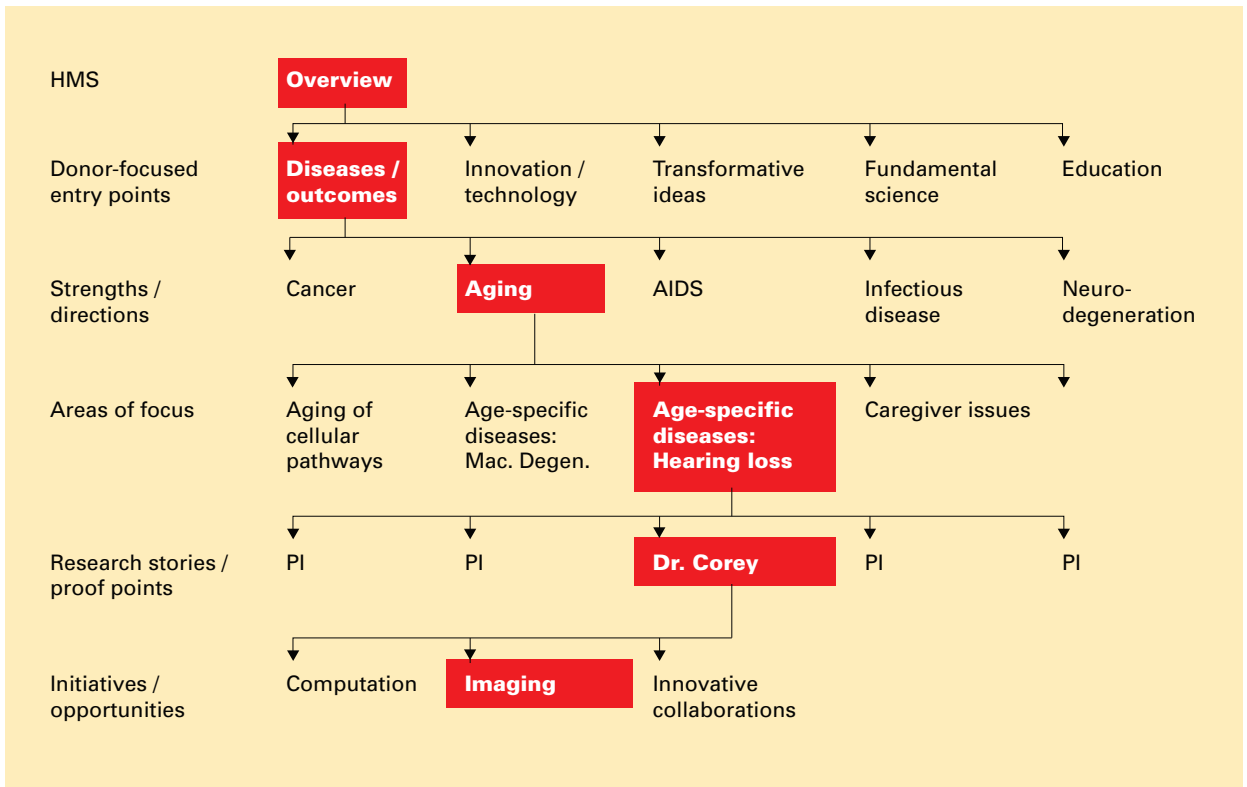 HMS
Overview
Donor-focused
entry points
Diseases /
outcomes
Innovation /
technology
Transformative
ideas
Fundamental
science
Education
Strengths /
directions
Cancer
Aging
AIDS
Infectious
disease
Neuro-
degeneration
Areas of focus
Aging of
cellular
pathways
Age-specific
diseases:
Mac. Degen.
Age-specific
diseases:
Hearing loss
Caregiver issues
Research stories /
proof points
PI
PI
Dr. Corey
PI
PI
Initiatives /
opportunities
Computation
Imaging
Innovative
collaborations